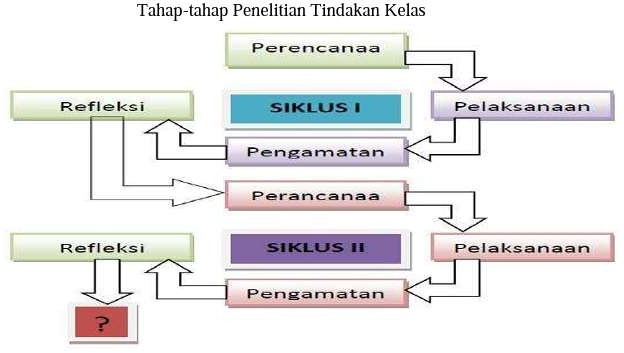 Tahap-tahap Penelitian Tindakan Kelas
Perencanaa
Refleksi
SIKLUS I
Pelaksanaan
Pengamatan
Perancanaa
Refleksi
SIKLUS II
Pelaksanaan
Pengamatan
?